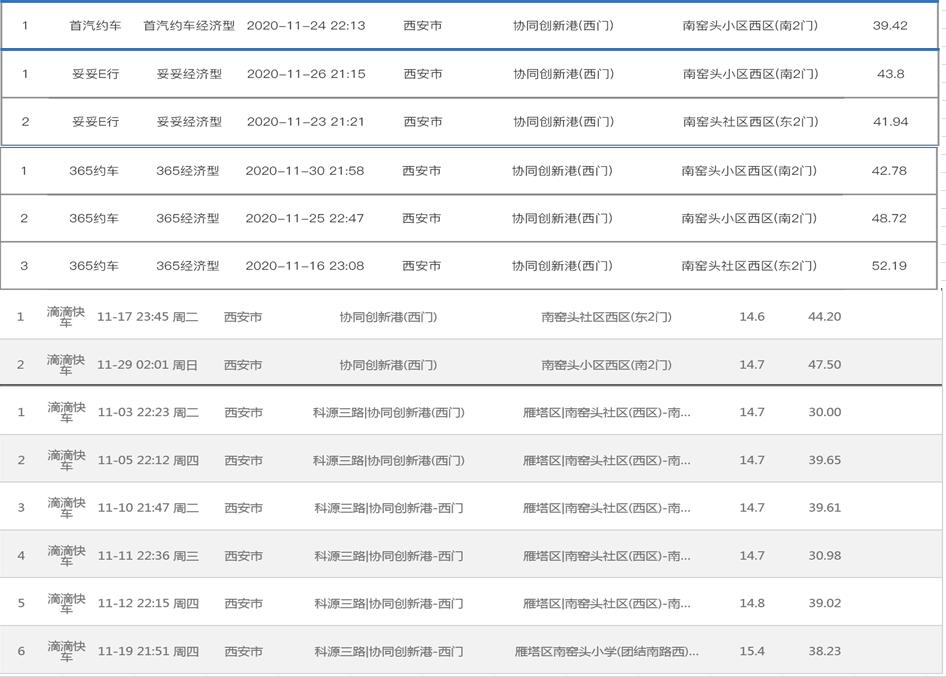 1 首汽约车 首汽约车经济型 2020-11-24 22:13 西安市 协同创新港(西门) 南窑头小区西区(南2门) 39.42
1 妥妥E行 妥妥经济型 2020-11-26 21:15 西安市 协同创新港(西门) 南窑头小区西区(南2门) 43.8
2 妥妥E行 妥妥经济型 2020-11-23 21:21 西安市 协同创新港(西门) 南窑头社区西区(东2门) 41.94
1 365约车 365经济型 2020-11-30 21:58 西安市 协同创新港(西门) 南窑头小区西区(南2门) 42.78
2 365约车 365经济型 2020-11-25 22:47 西安市 协同创新港(西门) 南窑头小区西区(南2门) 48.72
3 365约车 365经济型 2020-11-16 23:08 西安市 协同创新港(西门) 南窑头社区西区(东2门) 52.19
1 滴滴快车 11-17 23:45 周二 西安市 协同创新港(西门) 南窑头社区西区(东2门) 14.6 44.20
2 滴滴快车 11-29 02:01 周日 西安市 协同创新港(西门) 南窑头小区西区(南2门) 14.7 47.50
1 滴滴快车 11-03 22:23 周二 西安市 科源三路|协同创新港(西门) 雁塔区|南窑头社区(西区)-南... 14.7 30.00
2 滴滴快车 11-05 22:12 周四 西安市 科源三路|协同创新港(西门) 雁塔区|南窑头社区(西区)-南... 14.7 39.65
3 滴滴快车 11-10 21:47 周二 西安市 科源三路|协同创新港-西门 雁塔区|南窑头社区(西区)-南... 14.7 39.61
4 滴滴快车 11-11 22:36 周三 西安市 科源三路|协同创新港-西门 雁塔区|南窑头社区(西区)-南... 14.7 30.98
5 滴滴快车 11-12 22:15 周四 西安市 科源三路|协同创新港-西门 雁塔区|南窑头社区(西区)-南... 14.8 39.02
6 滴滴快车 11-19 21:51 周四 西安市 科源三路|协同创新港-西门 雁塔区南窑头小学(团结南路西)... 15.4 38.23